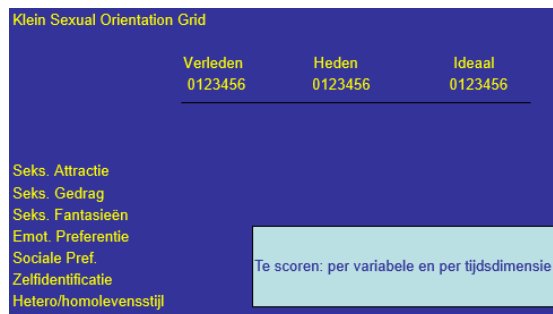 Klein Sexual Orientation Grid
Verleden Heden Ideaal
0123456 0123456 0123456
Seks. Attractie
Seks. Gedrag
Seks. Fantasieën
Emot. Preferentie
Sociale Pref.
Zelfidentificatie
Hetero/homolevensstijl
Te scoren: per variabele en per tijdsdimensie